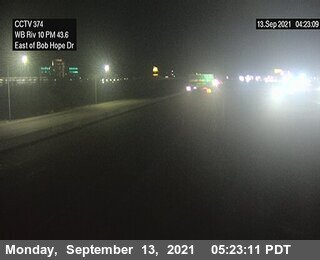 CCTV 374
WB Riv 10 PM 43.6
East of Bob Hope Dr
13.Sep 2021 04:23:09
Monday, September 13, 2021 05:23:11 PDT